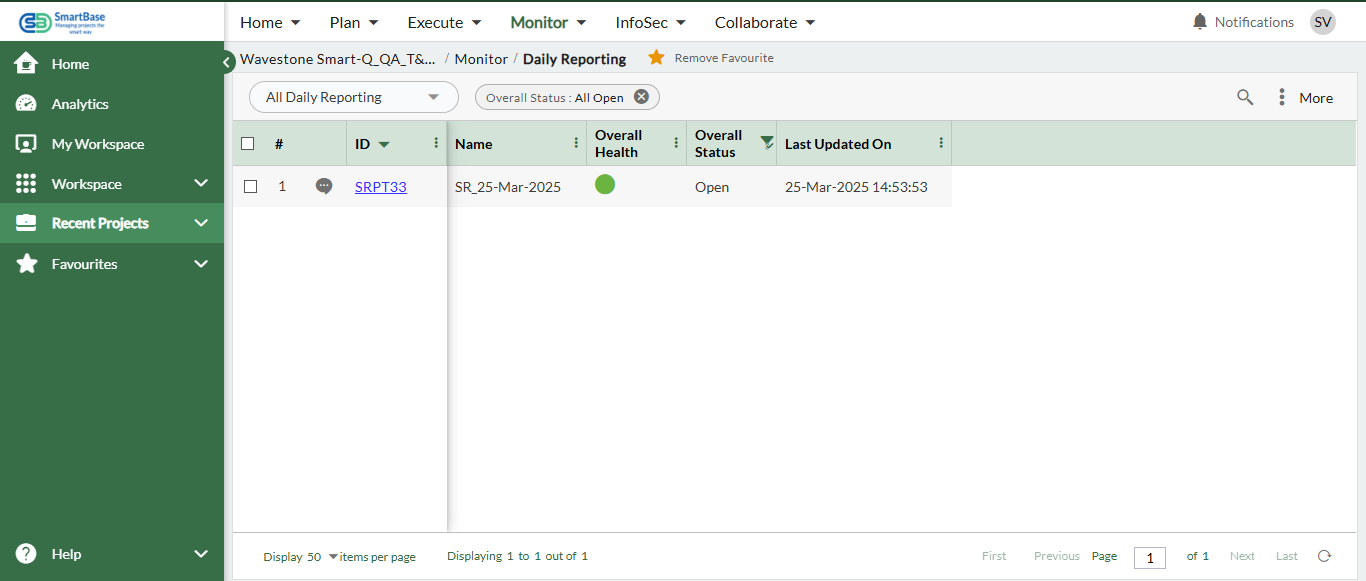 SmartBase
Managing projects the
smart way
Home Plan Execute Monitor InfoSec Collaborate
Notifications SV
Home
Analytics
My Workspace
Workspace
Recent Projects
Favourites
Help
Wavestone Smart-Q_QA_T&... / Monitor / Daily Reporting Remove Favourite
All Daily Reporting Overall Status : All Open More
# ID Name Overall Health Overall Status Last Updated On
1 SRPT33 SR_25-Mar-2025 Open 25-Mar-2025 14:53:53
Display 50 items per page Displaying 1 to 1 out of 1 First Previous Page 1 of 1 Next Last